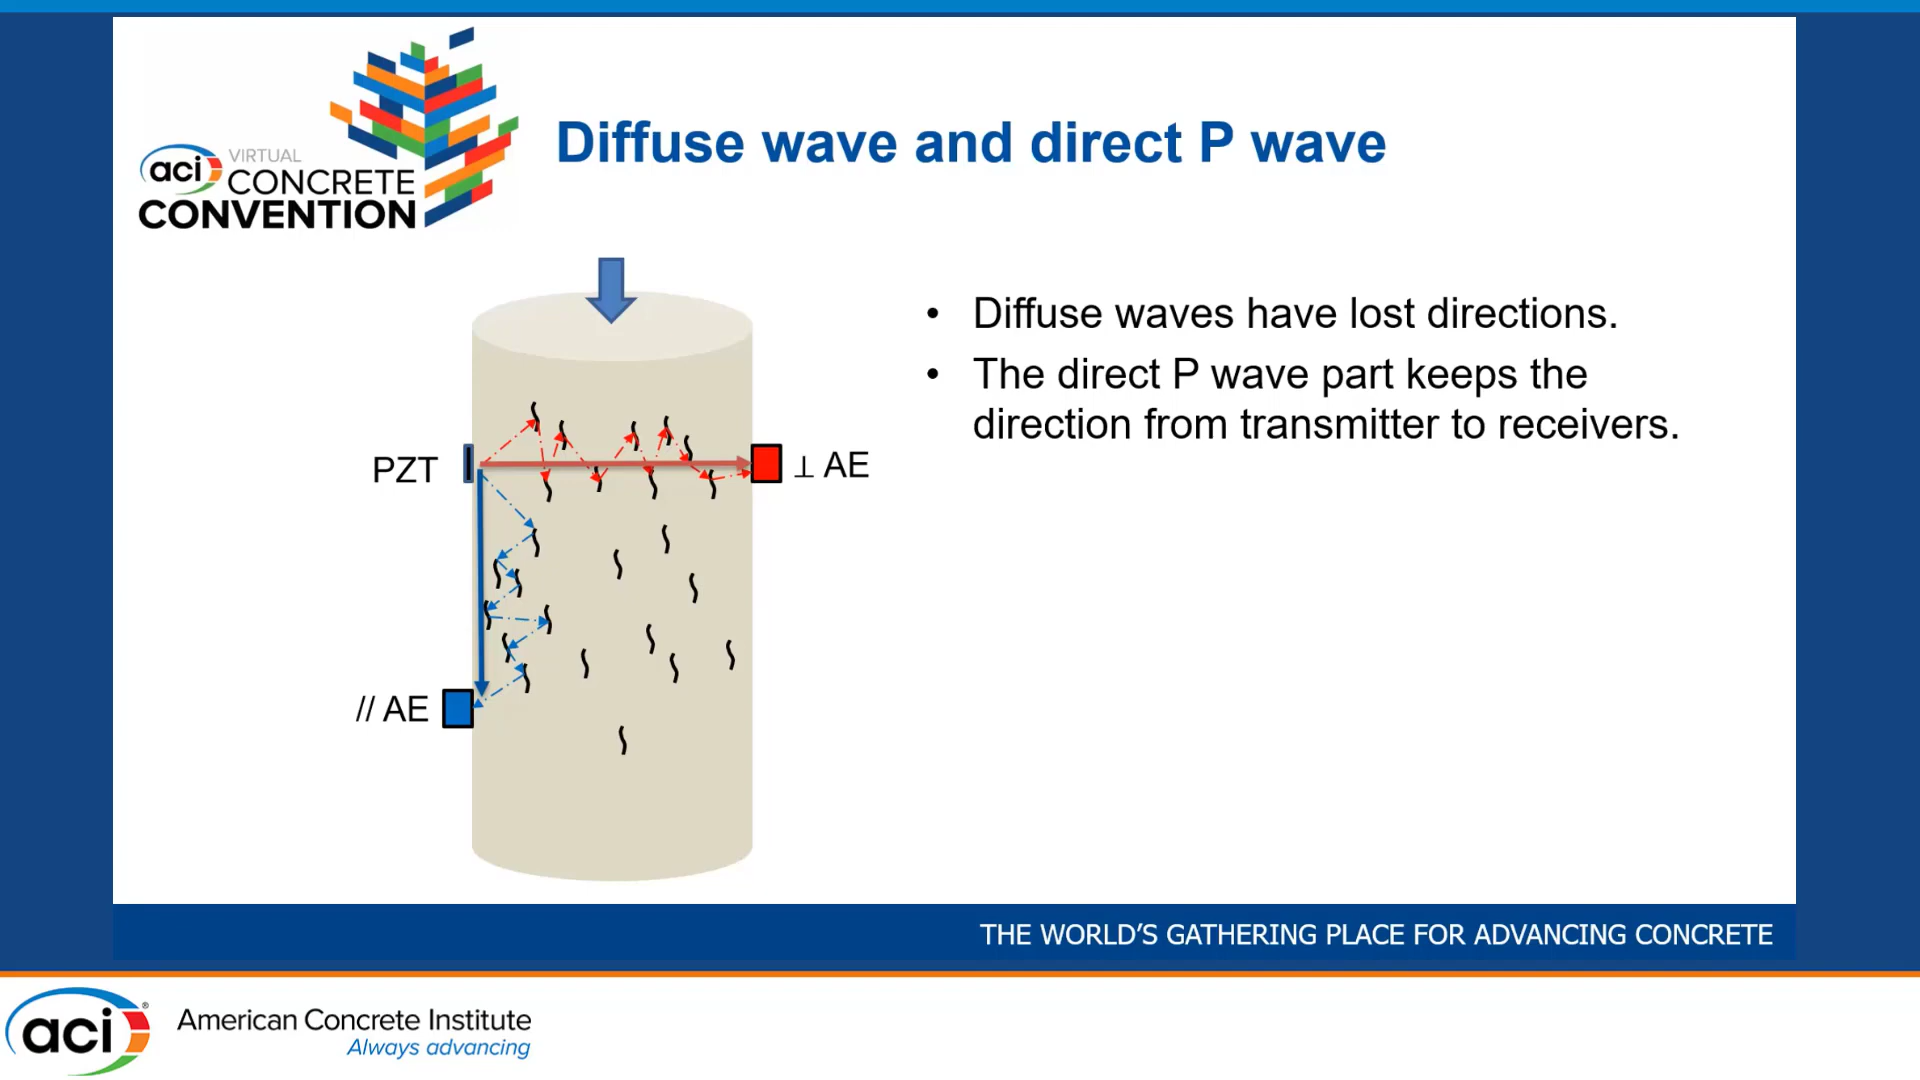 aci VIRTUAL
CONCRETE
CONVENTION
Diffuse wave and direct P wave
• Diffuse waves have lost directions.
• The direct P wave part keeps the
direction from transmitter to receivers.
PZT
⊥ AE
// AE
THE WORLD'S GATHERING PLACE FOR ADVANCING CONCRETE
aci®
American Concrete Institute
Always advancing